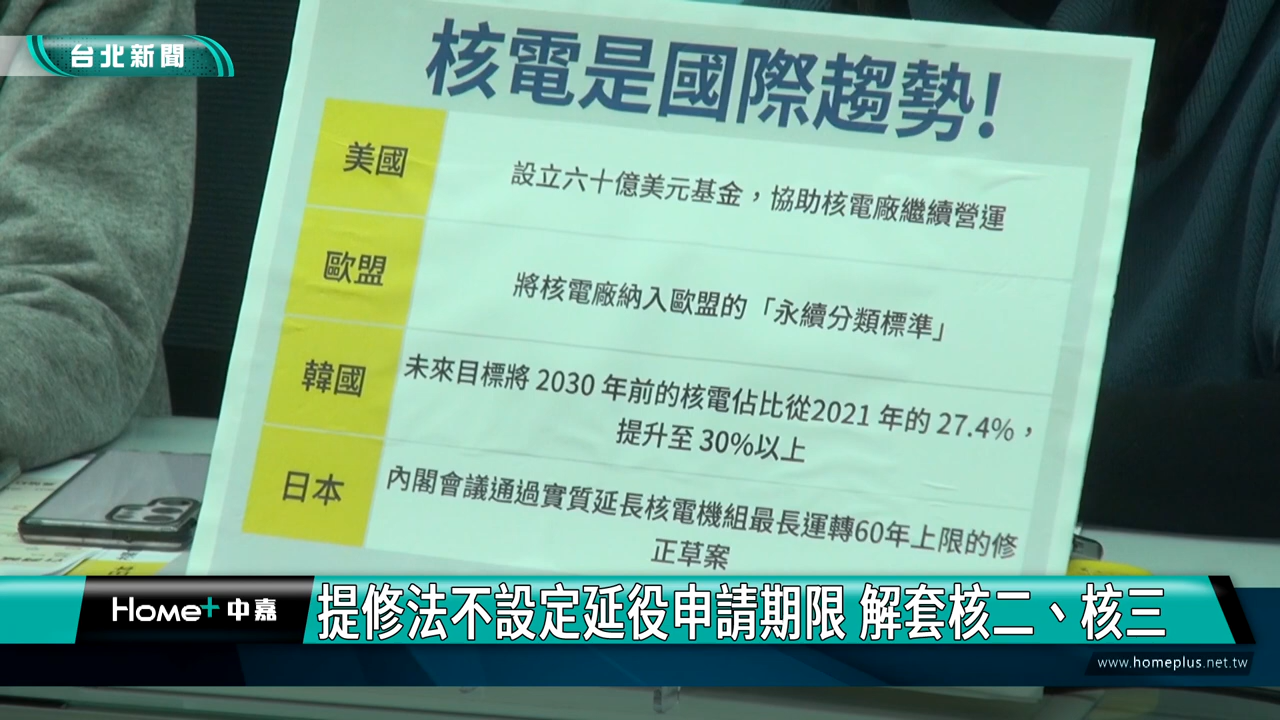 台北新聞
核電是國際趨勢!
美國
設立六十億美元基金，協助核電廠繼續營運
歐盟
將核電廠納入歐盟的「永續分類標準」
韓國
未來目標將 2030 年前的核電佔比從2021 年的 27.4%，
提升至 30%以上
日本
內閣會議通過實質延長核電機組最長運轉60年上限的修
正草案
Home+中嘉
提修法不設定延役申請期限 解套核二、核三
www.homeplus.net.tw